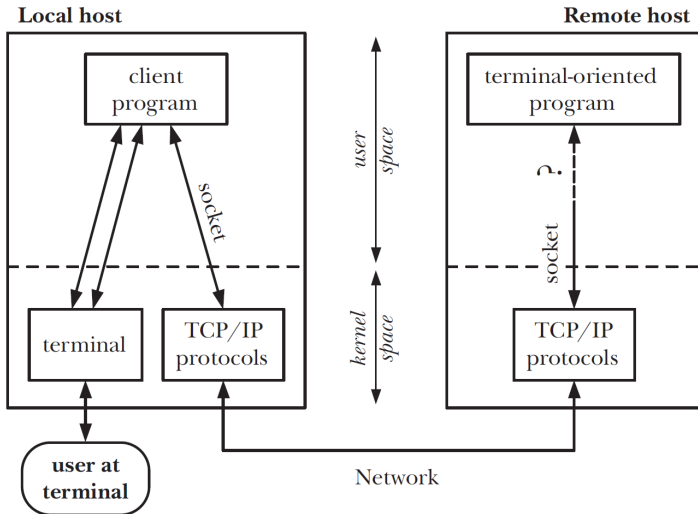 Local host
Remote host
client
program
terminal-oriented
program
user
space
?
socket
socket
kernel
space
terminal
TCP/IP
protocols
TCP/IP
protocols
user at
terminal
Network